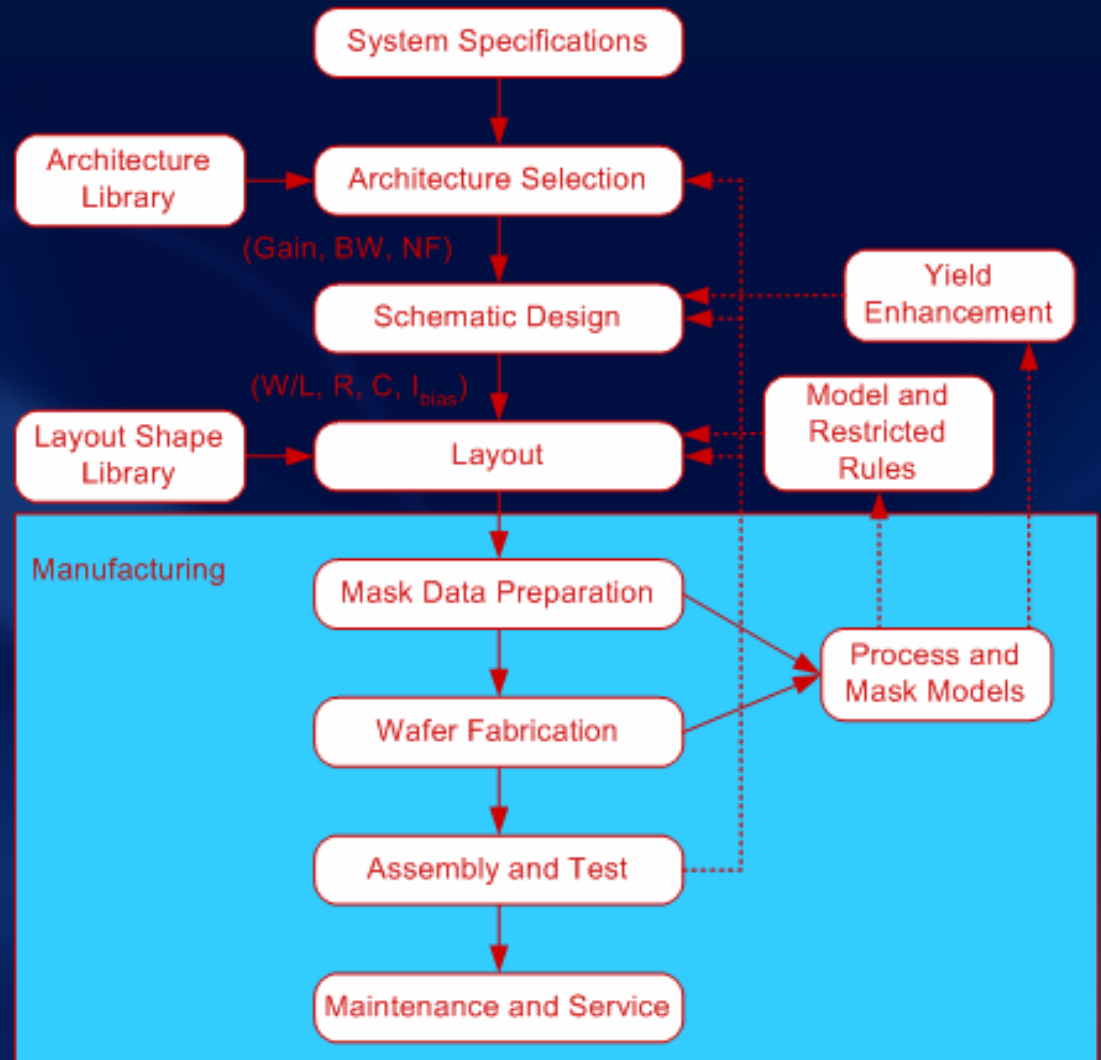 System Specifications
Architecture
Library
Architecture Selection
(Gain, BW, NF)
Yield
Enhancement
Schematic Design
(W/L, R, C, I_bias)
Model and
Restricted
Rules
Layout Shape
Library
Layout
Manufacturing
Mask Data Preparation
Process and
Mask Models
Wafer Fabrication
Assembly and Test
Maintenance and Service